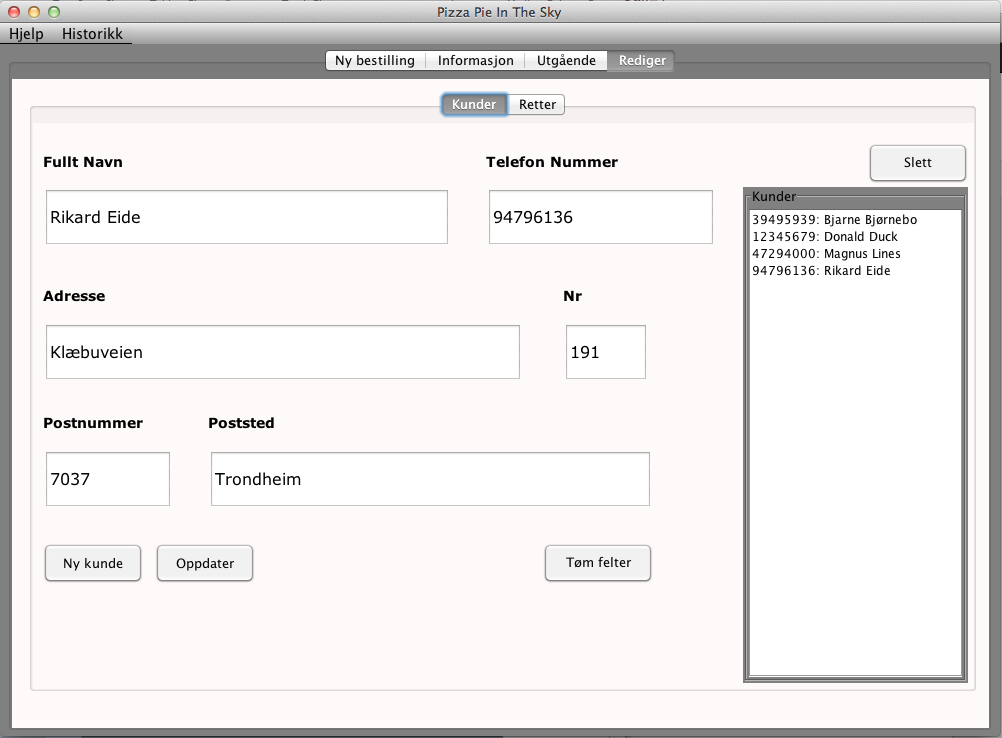 Pizza Pie In The Sky
Hjelp Historikk
Ny bestilling Informasjon Utgående Rediger
Kunder Retter
Fullt Navn Telefon Nummer Slett
Rikard Eide 94796136
Kunder
39495939: Bjarne Bjørnebo
12345679: Donald Duck
47294000: Magnus Lines
94796136: Rikard Eide
Adresse Nr
Klæbuveien 191
Postnummer Poststed
7037 Trondheim
Ny kunde Oppdater Tøm felter